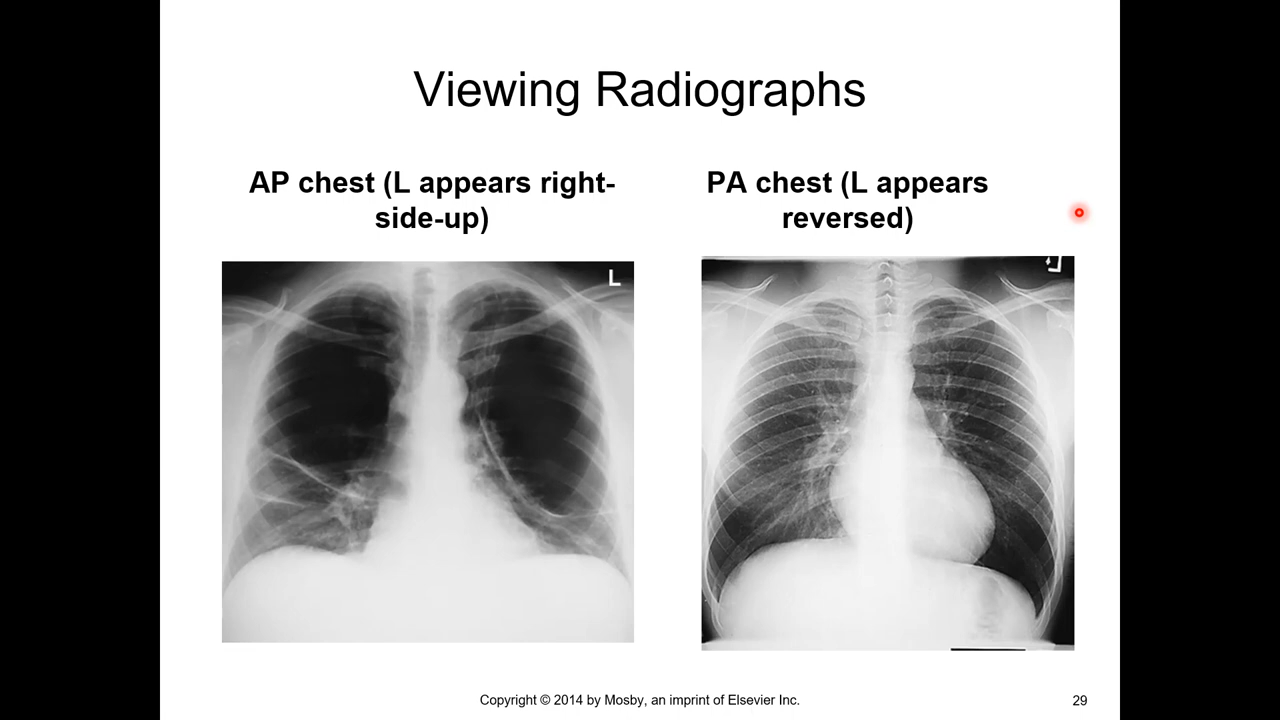 Viewing Radiographs
AP chest (L appears right-
side-up)
PA chest (L appears
reversed)
L
L
Copyright © 2014 by Mosby, an imprint of Elsevier Inc.
29